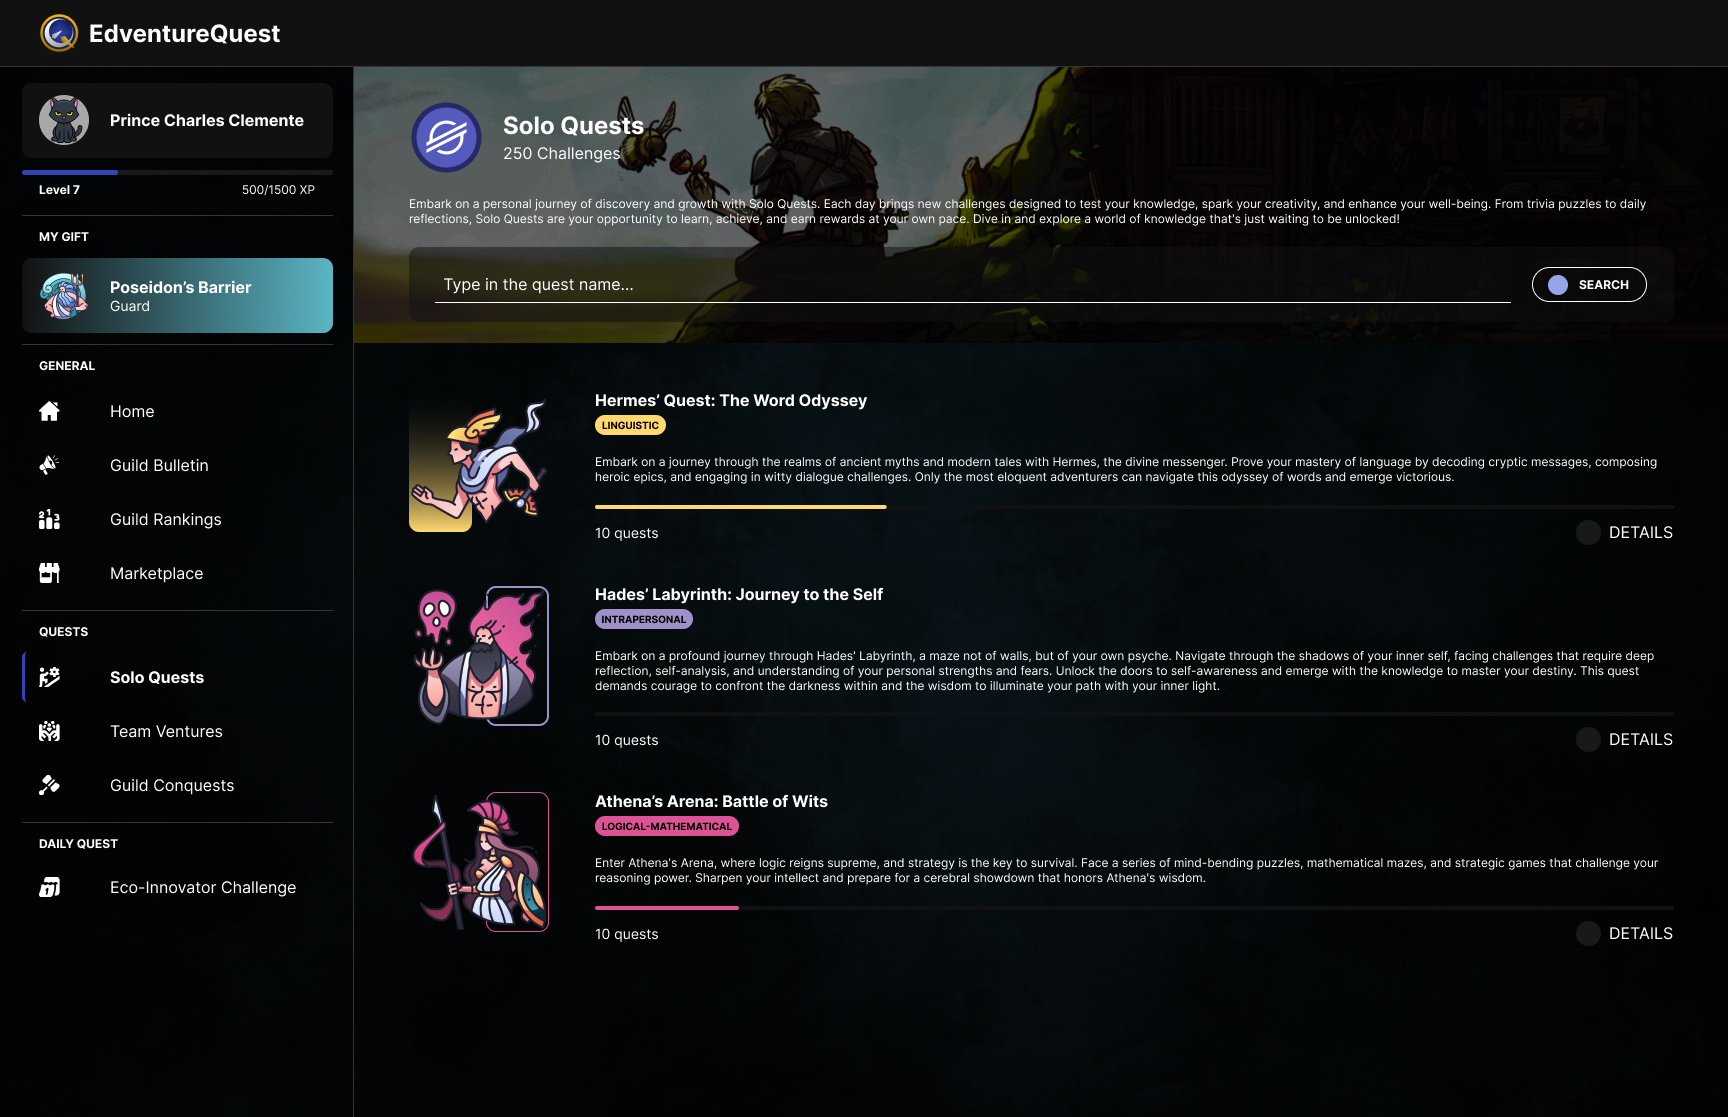 EdventureQuest
Prince Charles Clemente
Level 7
500/1500 XP
MY GIFT
Poseidon’s Barrier
Guard
GENERAL
Home
Guild Bulletin
Guild Rankings
Marketplace
QUESTS
Solo Quests
Team Ventures
Guild Conquests
DAILY QUEST
Eco-Innovator Challenge
Solo Quests
250 Challenges
Embark on a personal journey of discovery and growth with Solo Quests. Each day brings new challenges designed to test your knowledge, spark your creativity, and enhance your well-being. From trivia puzzles to daily
reflections, Solo Quests are your opportunity to learn, achieve, and earn rewards at your own pace. Dive in and explore a world of knowledge that's just waiting to be unlocked!
Type in the quest name...
SEARCH
Hermes’ Quest: The Word Odyssey
LINGUISTIC
Embark on a journey through the realms of ancient myths and modern tales with Hermes, the divine messenger. Prove your mastery of language by decoding cryptic messages, composing
heroic epics, and engaging in witty dialogue challenges. Only the most eloquent adventurers can navigate this odyssey of words and emerge victorious.
10 quests
DETAILS
Hades’ Labyrinth: Journey to the Self
INTRAPERSONAL
Embark on a profound journey through Hades' Labyrinth, a maze not of walls, but of your own psyche. Navigate through the shadows of your inner self, facing challenges that require deep
reflection, self-analysis, and understanding of your personal strengths and fears. Unlock the doors to self-awareness and emerge with the knowledge to master your destiny. This quest
demands courage to confront the darkness within and the wisdom to illuminate your path with your inner light.
10 quests
DETAILS
Athena’s Arena: Battle of Wits
LOGICAL-MATHEMATICAL
Enter Athena's Arena, where logic reigns supreme, and strategy is the key to survival. Face a series of mind-bending puzzles, mathematical mazes, and strategic games that challenge your
reasoning power. Sharpen your intellect and prepare for a cerebral showdown that honors Athena's wisdom.
10 quests
DETAILS